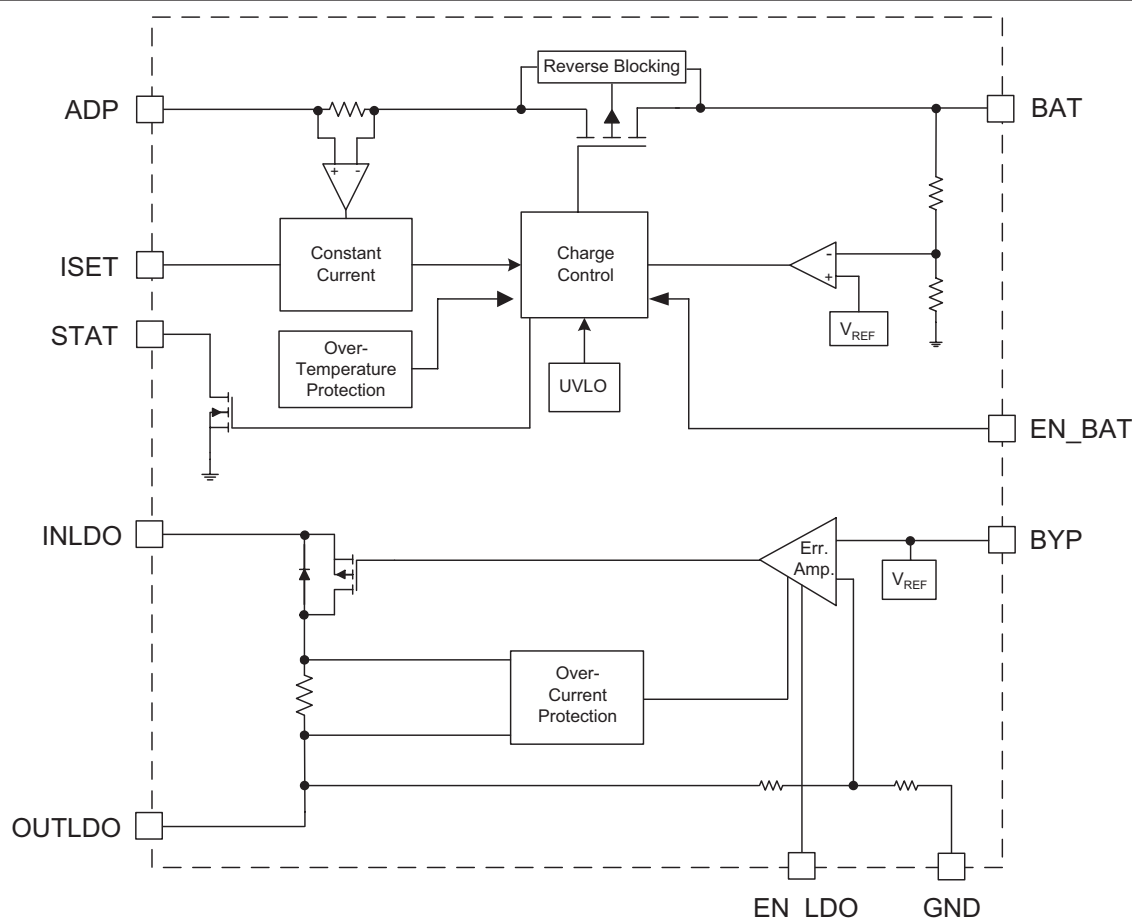 Reverse Blocking
ADP
BAT
+ -
ISET
Constant
Current
Charge
Control
-
+
V_REF
STAT
Over-
Temperature
Protection
UVLO
EN_BAT
INLDO
BYP
Err.
Amp.
V_REF
Over-
Current
Protection
OUTLDO
EN_LDO
GND